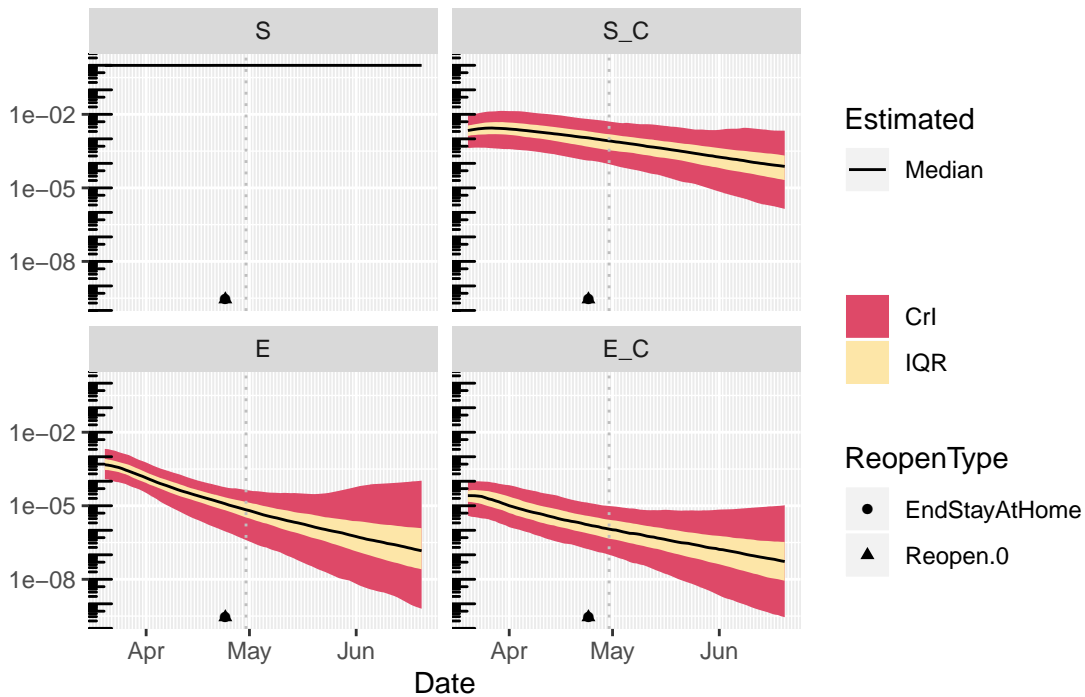 S
S_C
1e−02
1e−05
1e−08
E
E_C
1e−02
1e−05
1e−08
Apr
May
Jun
Apr
May
Jun
Date
Estimated
Median
CrI
IQR
ReopenType
EndStayAtHome
Reopen.0